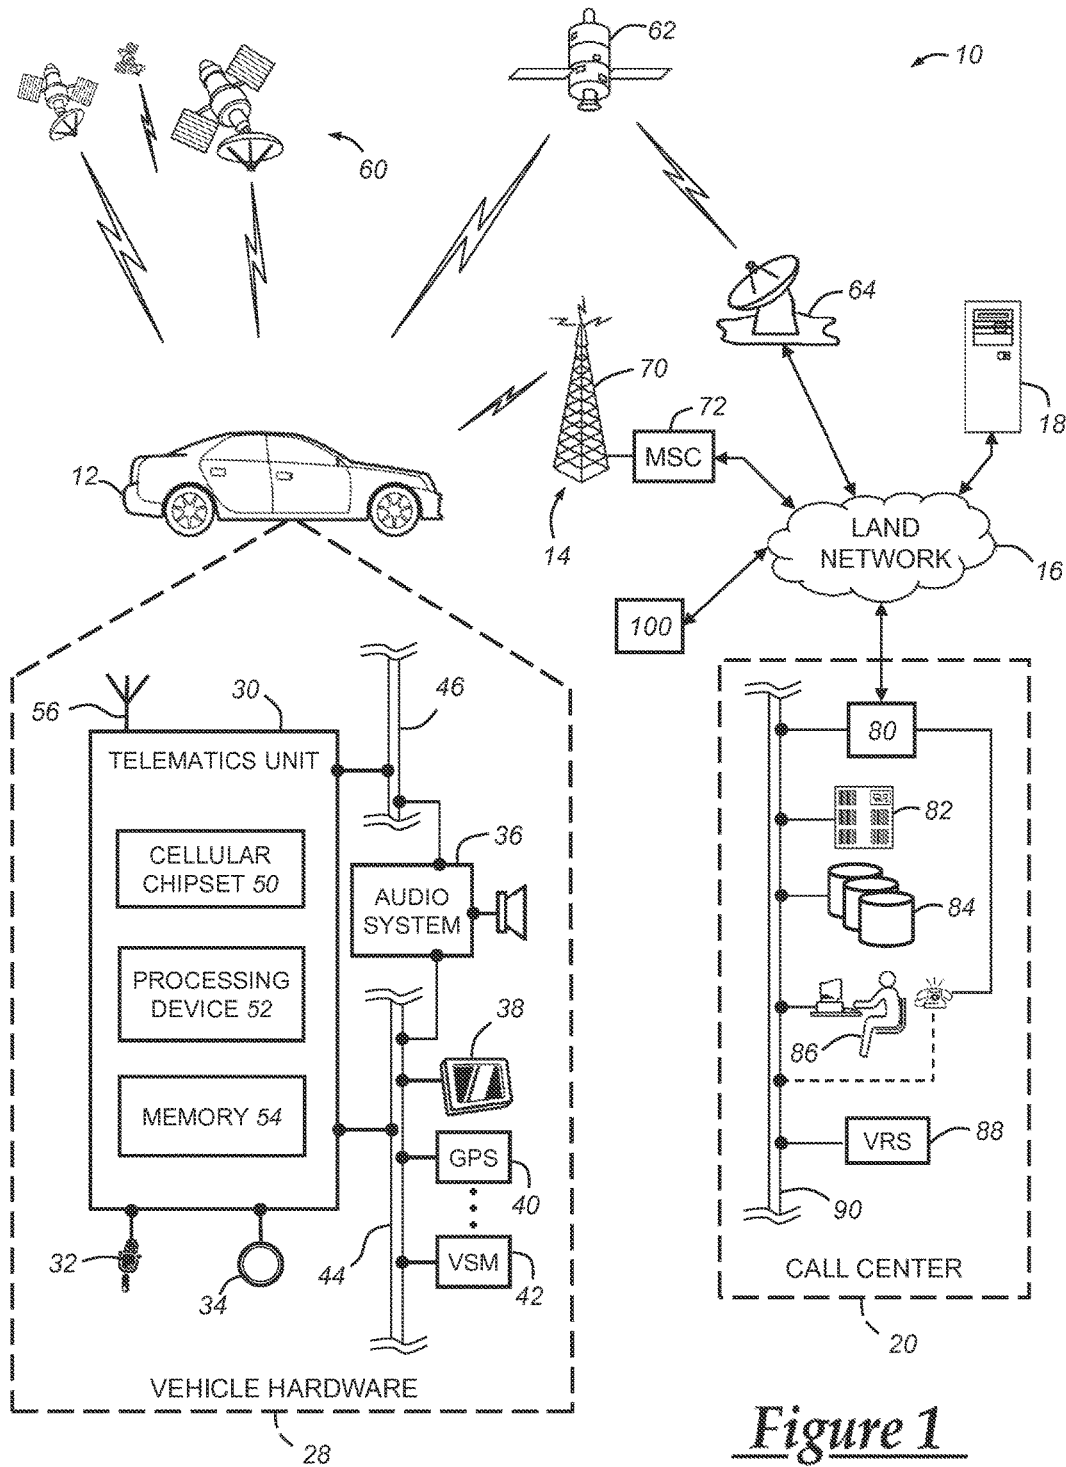 62
10
60
64
70
72
MSC
18
12
14
LAND
NETWORK
16
100
56
30
46
TELEMATICS UNIT
80
82
CELLULAR
CHIPSET 50
36
AUDIO
SYSTEM
84
PROCESSING
DEVICE 52
38
86
MEMORY 54
GPS
40
VRS
88
90
32
34
44
VSM
42
CALL CENTER
20
VEHICLE HARDWARE
28
Figure 1